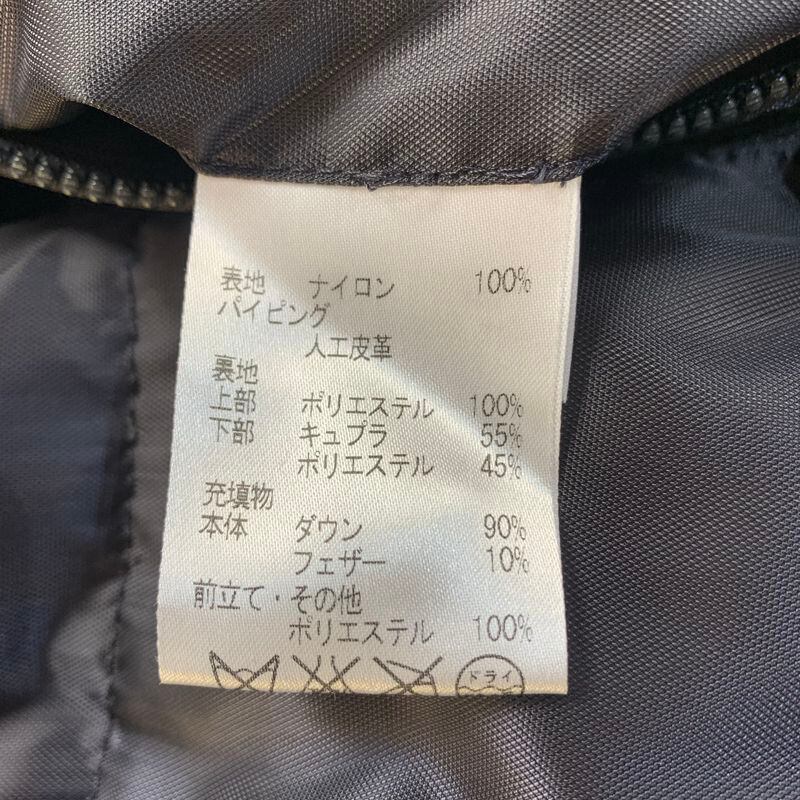 表地 ナイロン 100%
パイピング
人工皮革
裏地
上部 ポリエステル 100%
下部 キュプラ 55%
ポリエステル 45%
充填物
本体 ダウン 90%
フェザー 10%
前立て・その他
ポリエステル 100%
ドライ